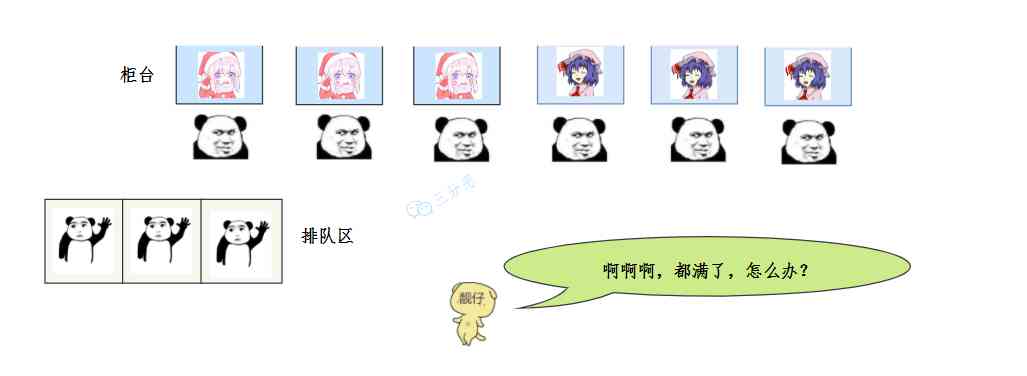 柜台
三分恶
排队区
啊啊啊，都满了，怎么办？
靓仔